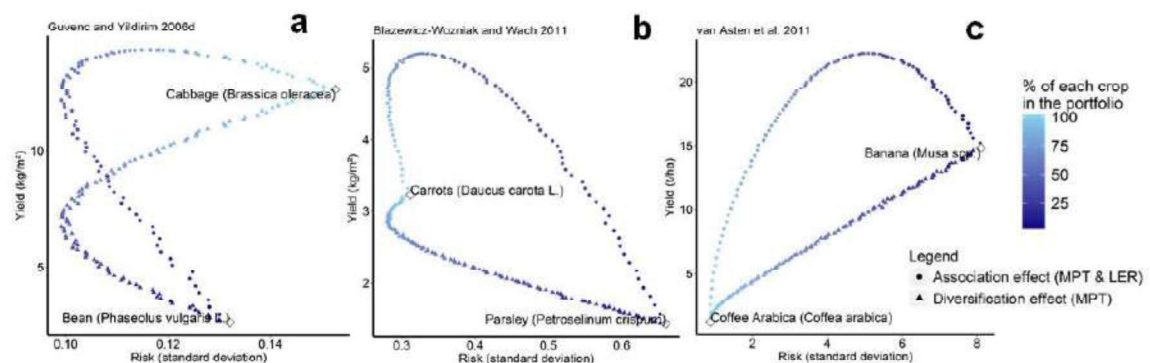 a
Guvenc and Yildirim 2006d
Yield (kg/m²)
10
5
Cabbage (Brassica oleracea)
Bean (Phaseolus vulgaris L.)
0.10
0.12
0.14
Risk (standard deviation)
b
Blazewicz-Wozniak and Wach 2011
Yield (kg/m²)
5
4
3
2
Carrots (Daucus carota L.)
Parsley (Petroselinum crispum)
0.3
0.4
0.5
0.6
Risk (standard deviation)
c
van Asten et al. 2011
Yield (t/ha)
20
15
10
5
Banana (Musa spp.)
Coffee Arabica (Coffea arabica)
2
4
6
8
Risk (standard deviation)
% of each crop
in the portfolio
100
75
50
25
Legend
Association effect (MPT & LER)
Diversification effect (MPT)